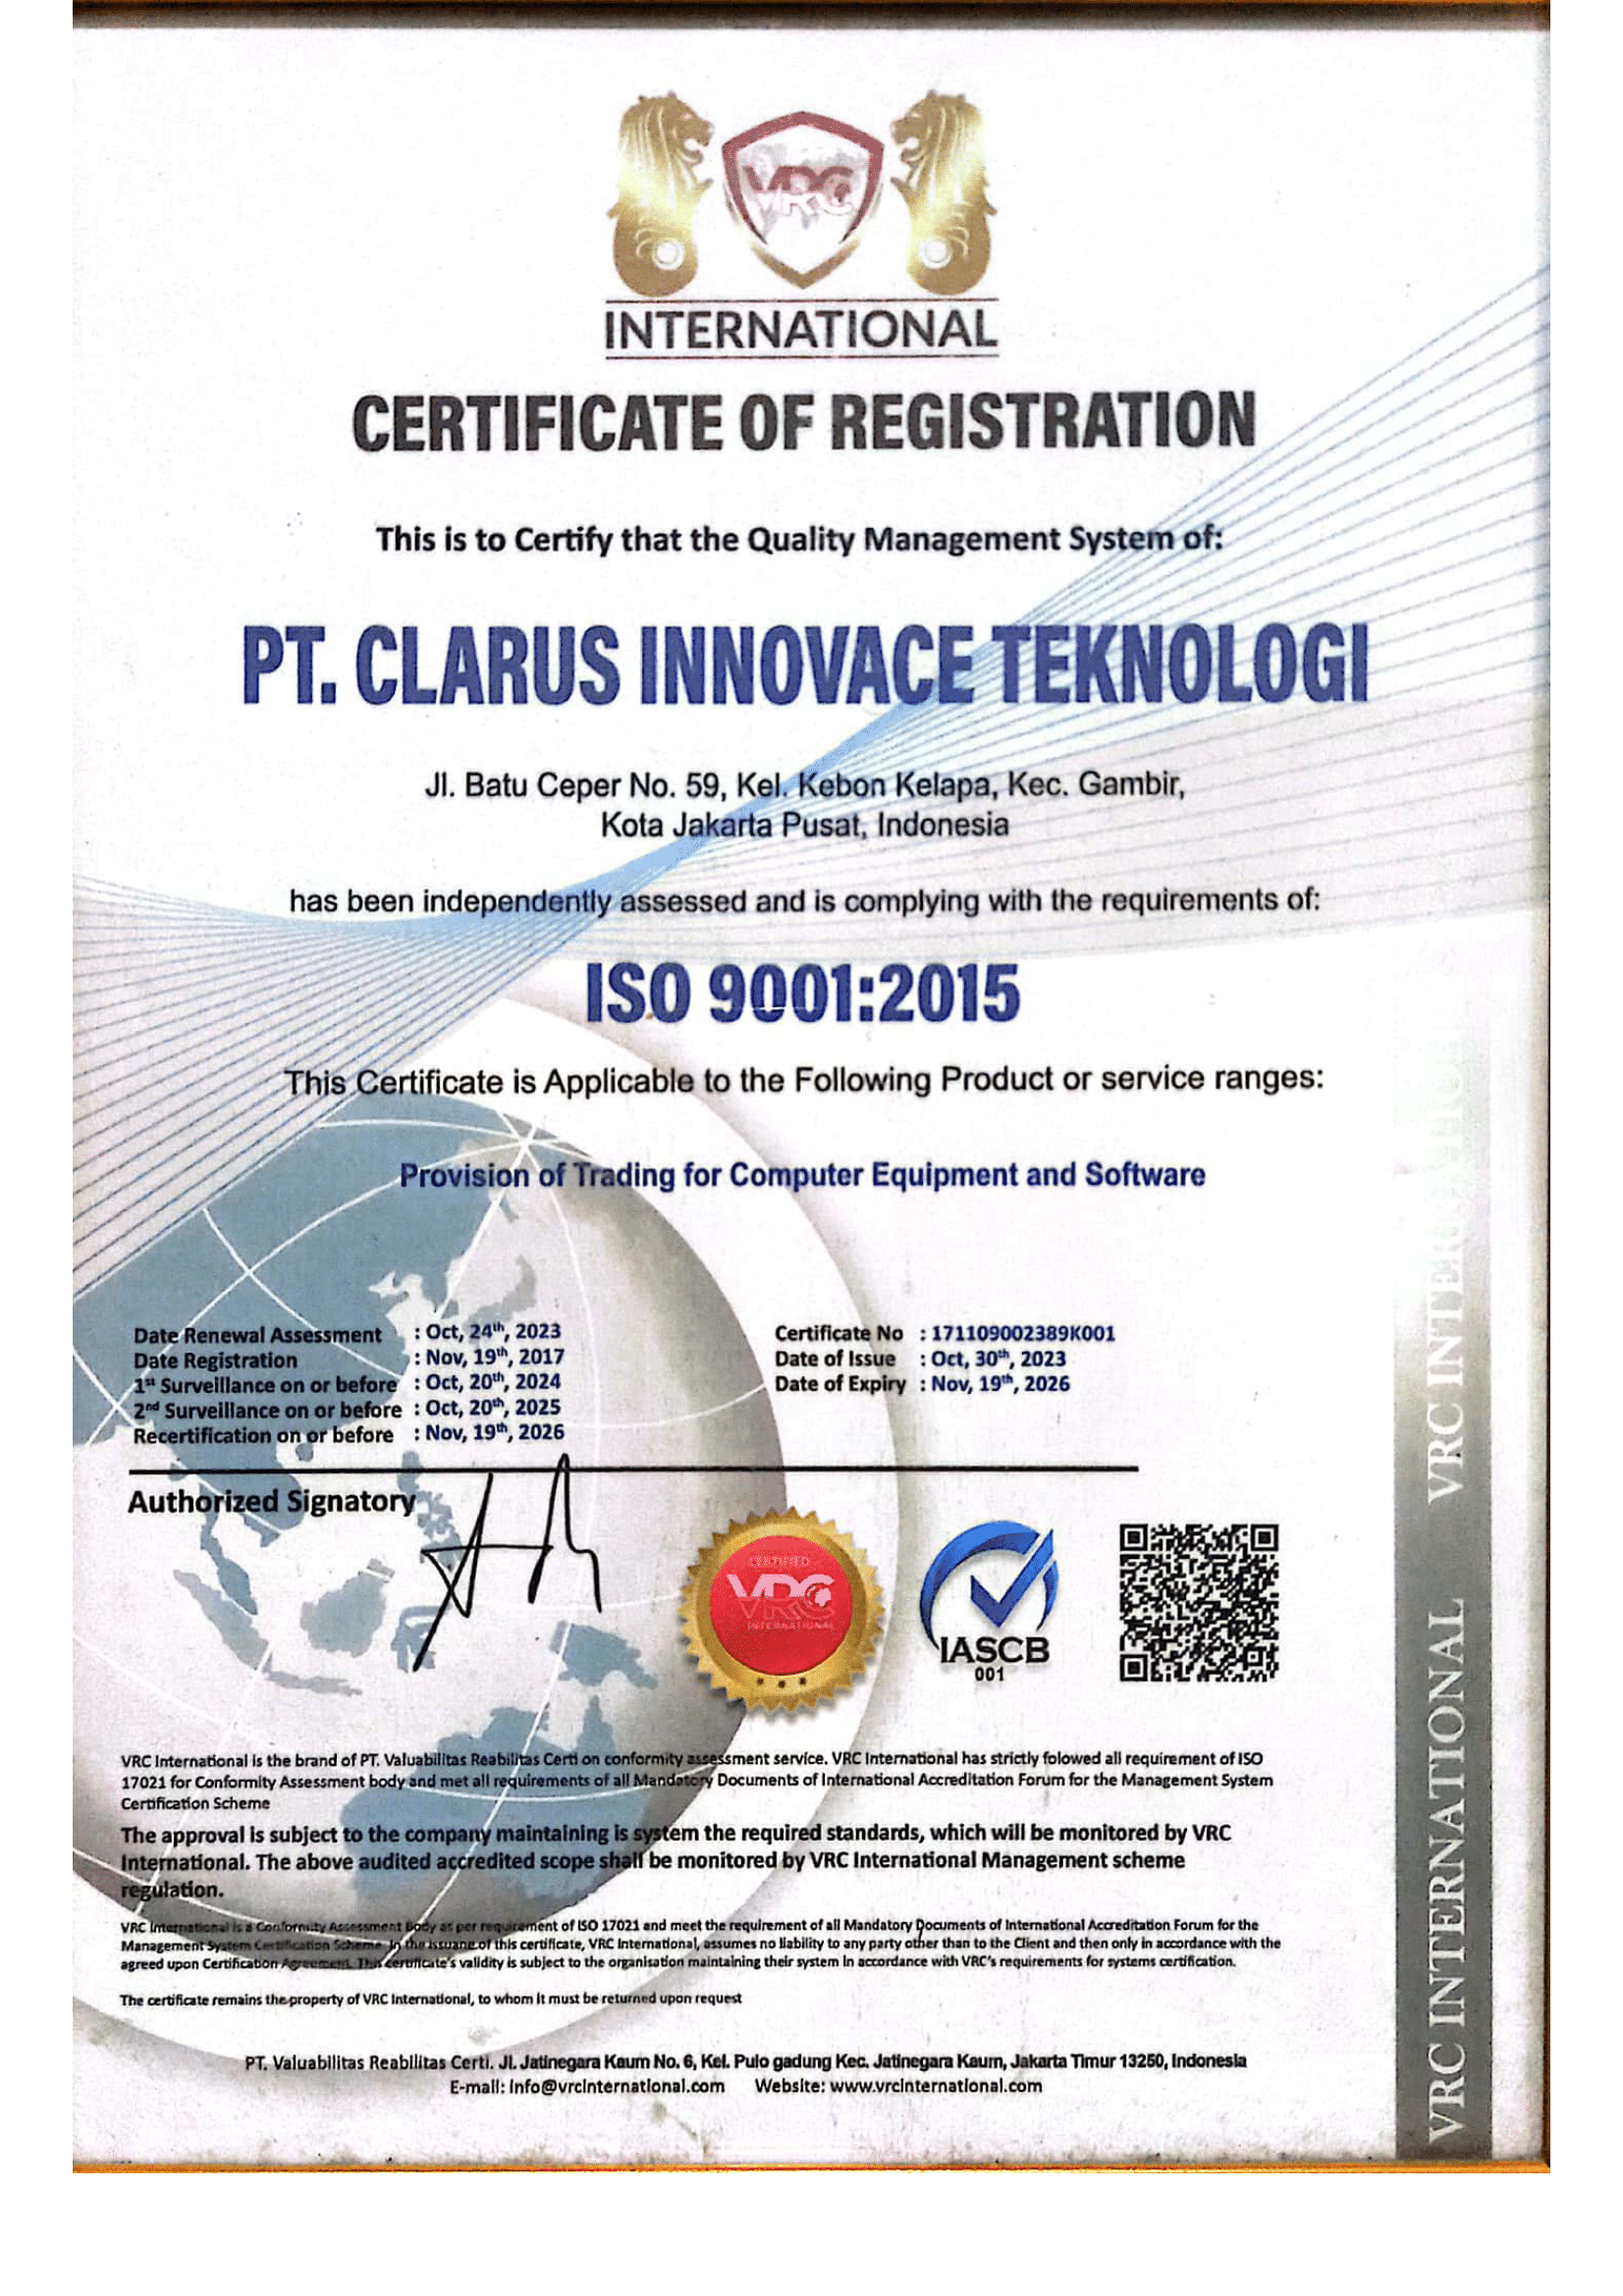 VRC
INTERNATIONAL
CERTIFICATE OF REGISTRATION
This is to Certify that the Quality Management System of:
PT. CLARUS INNOVACE TEKNOLOGI
Jl. Batu Ceper No. 59, Kel. Kebon Kelapa, Kec. Gambir,
Kota Jakarta Pusat, Indonesia
has been independently assessed and is complying with the requirements of:
ISO 9001:2015
This Certificate is Applicable to the Following Product or service ranges:
Provision of Trading for Computer Equipment and Software
Date Renewal Assessment : Oct, 24th, 2023
Date Registration : Nov, 19th, 2017
1st Surveillance on or before : Oct, 20th, 2024
2nd Surveillance on or before : Oct, 20th, 2025
Recertification on or before : Nov, 19th, 2026
Certificate No : 171109002389K001
Date of Issue : Oct, 30th, 2023
Date of Expiry : Nov, 19th, 2026
Authorized Signatory
CERTIFIED
VRC
INTERNATIONAL
IASCB
001
VRC International is the brand of PT. Valuabilitas Reabilitas Certi on conformity assessment service. VRC International has strictly folowed all requirement of ISO
17021 for Conformity Assessment body and met all requirements of all Mandatory Documents of International Accreditation Forum for the Management System
Certification Scheme
The approval is subject to the company maintaining is system the required standards, which will be monitored by VRC
International. The above audited accredited scope shall be monitored by VRC International Management scheme
regulation.
VRC International is a Conformity Assessment Body as per requirement of ISO 17021 and meet the requirement of all Mandatory Documents of International Accreditation Forum for the
Management System Certification Scheme. In the issuane of this certificate, VRC International, assumes no liability to any party other than to the Client and then only in accordance with the
agreed upon Certification Agreement. This certificate's validity is subject to the organisation maintaining their system in accordance with VRC's requirements for systems certification.
The certificate remains the property of VRC International, to whom it must be returned upon request
PT. Valuabilitas Reabilitas Certi. Jl. Jatinegara Kaum No. 6, Kel. Pulo gadung Kec. Jatinegara Kaum, Jakarta Timur 13250, Indonesia
E-mail: info@vrcinternational.com Website: www.vrcinternational.com
VRC INTERNATIONAL
VRC INTERNATIONAL